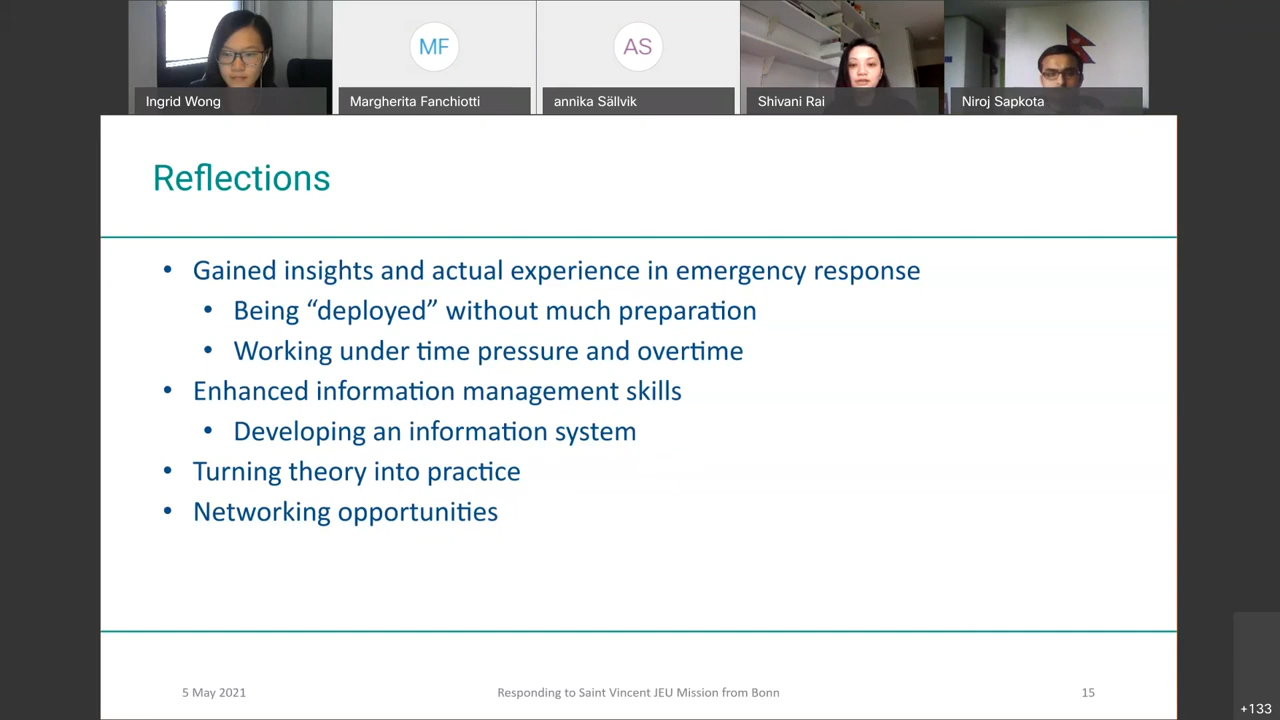 MF
AS
Ingrid Wong
Margherita Fanchiotti
annika Sällvik
Shivani Rai
Niroj Sapkota
Reflections
• Gained insights and actual experience in emergency response
• Being “deployed” without much preparation
• Working under time pressure and overtime
• Enhanced information management skills
• Developing an information system
• Turning theory into practice
• Networking opportunities
5 May 2021
Responding to Saint Vincent JEU Mission from Bonn
15
+133